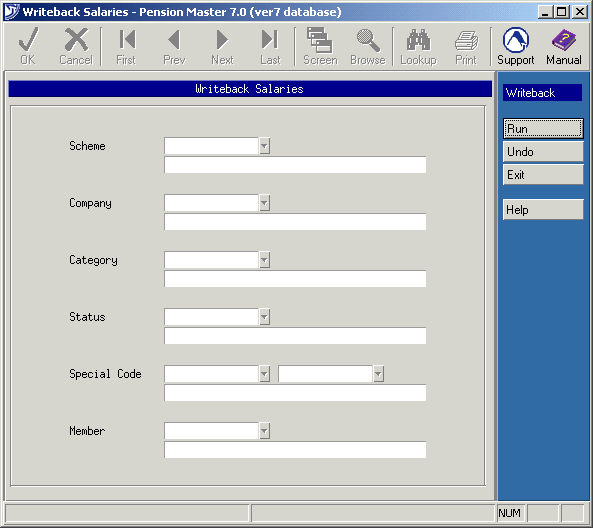 Writeback Salaries - Pension Master 7.0 (ver7 database)
OK Cancel First Prev Next Last Screen Browse Lookup Print Support Manual
Writeback Salaries
Writeback
Run
Undo
Exit
Help
Scheme
Company
Category
Status
Special Code
Member
NUM